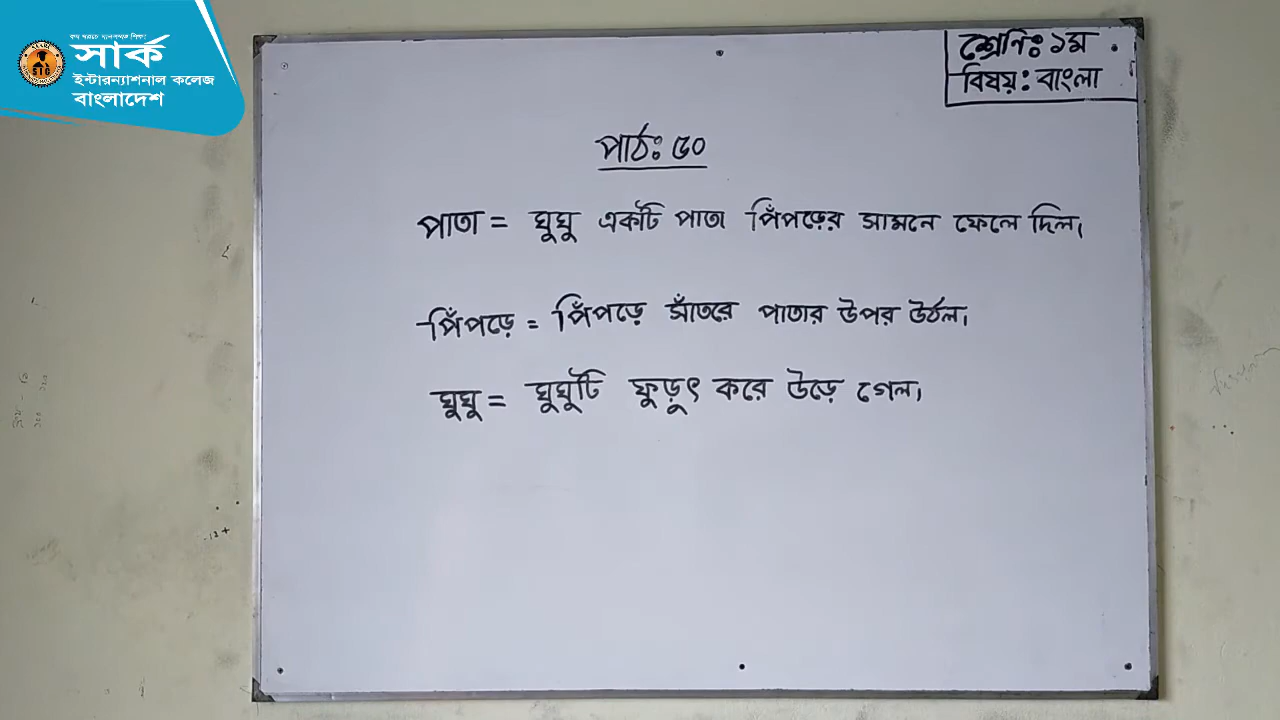 সার্ক
ইন্টারন্যাশনাল কলেজ
বাংলাদেশ
শ্রেণিঃ ১ম
বিষয়ঃ বাংলা
পাঠঃ ৫০
পাতা = ঘুঘু একটি পাতা পিঁপড়ের সামনে ফেলে দিল।
পিঁপড়ে = পিঁপড়ে সাঁতরে পাতার উপর উঠল।
ঘুঘু = ঘুঘুটি ফুড়ুৎ করে উড়ে গেল।